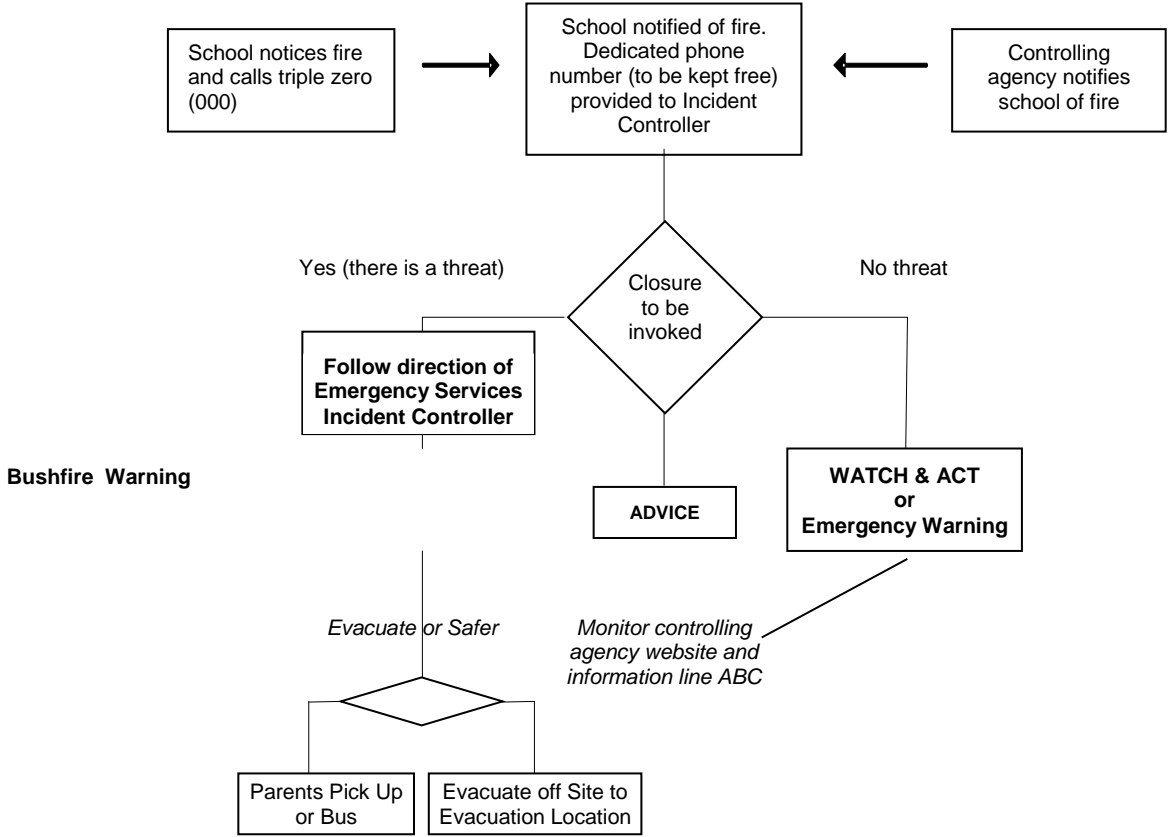 School notices fire
and calls triple zero
(000)
School notified of fire.
Dedicated phone
number (to be kept free)
provided to Incident
Controller
Controlling
agency notifies
school of fire
Yes (there is a threat)
Closure
to be
invoked
No threat
Follow direction of
Emergency Services
Incident Controller
Bushfire Warning
ADVICE
WATCH & ACT
or
Emergency Warning
Evacuate or Safer
Monitor controlling
agency website and
information line ABC
Parents Pick Up
or Bus
Evacuate off Site to
Evacuation Location